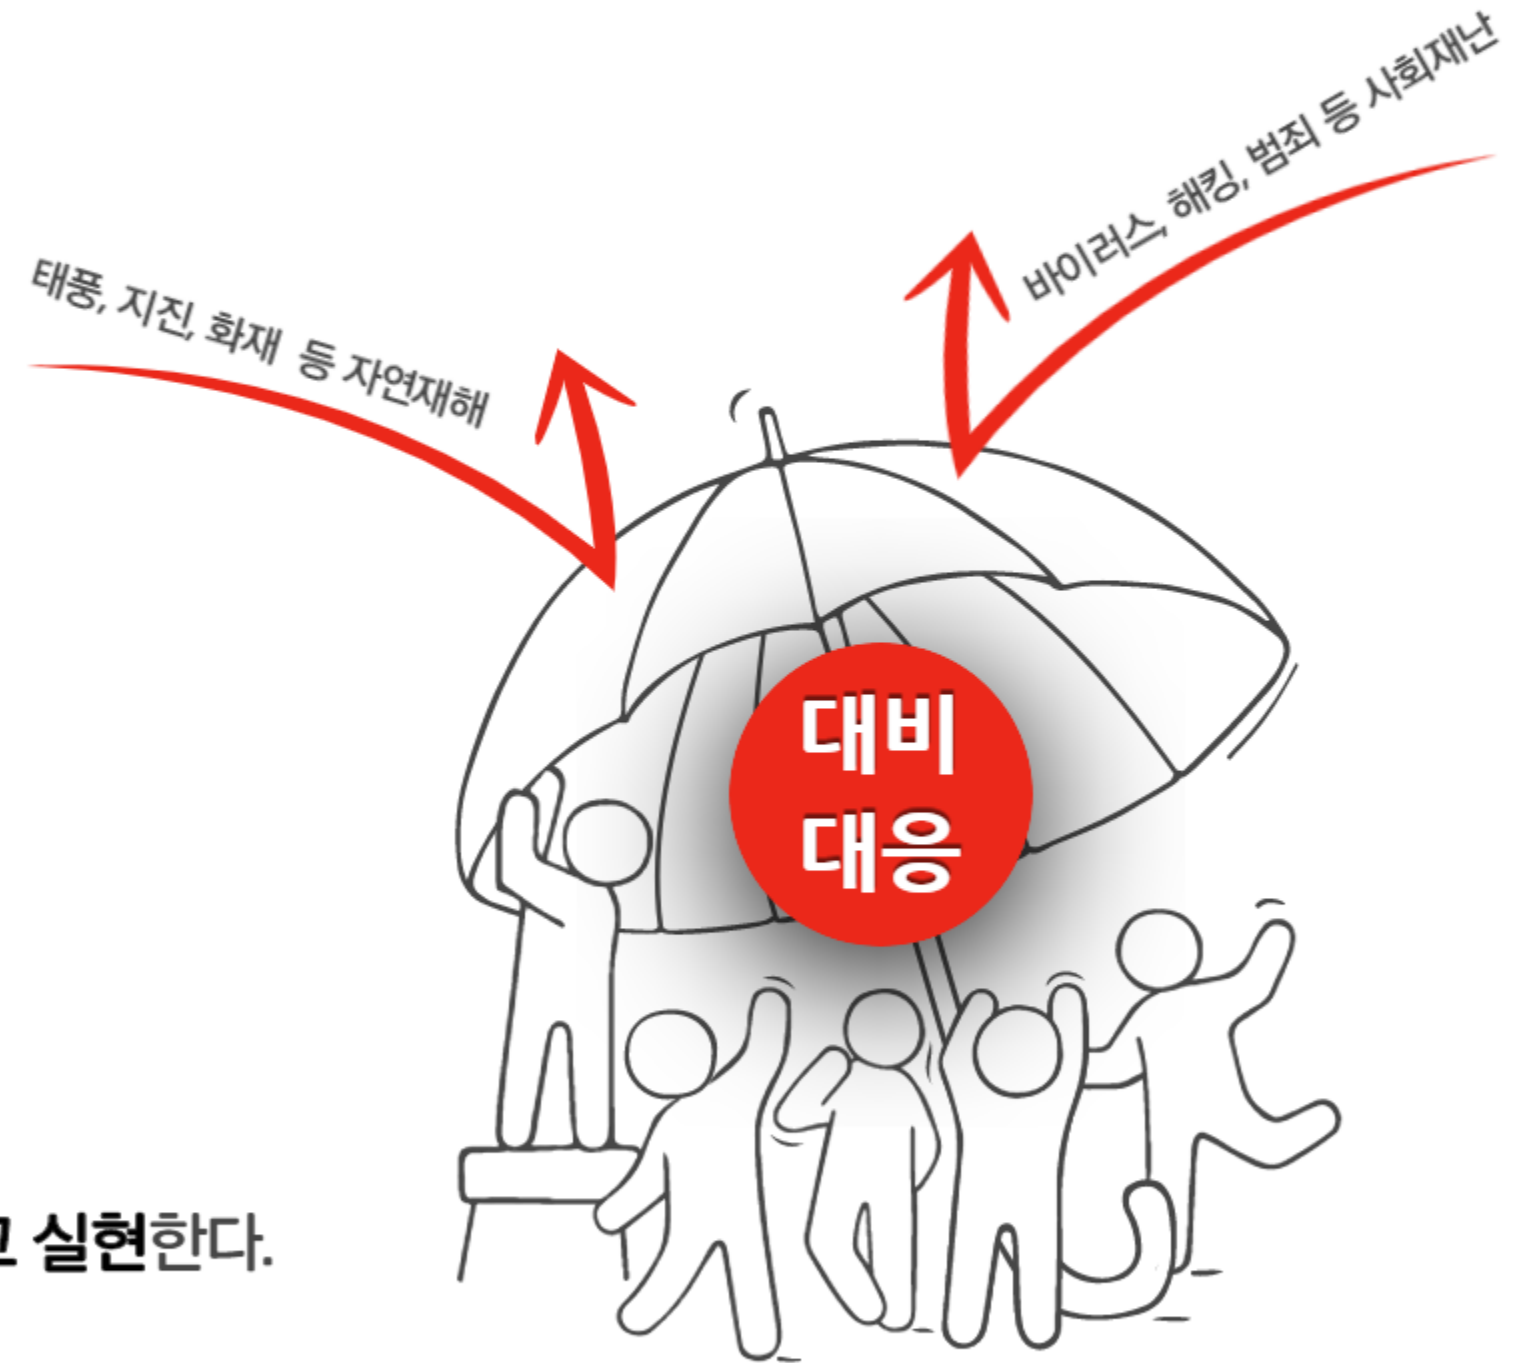 바이러스, 해킹, 범죄 등 사회재난
태풍, 지진, 화재 등 자연재해
대비
대응
고 실현한다.